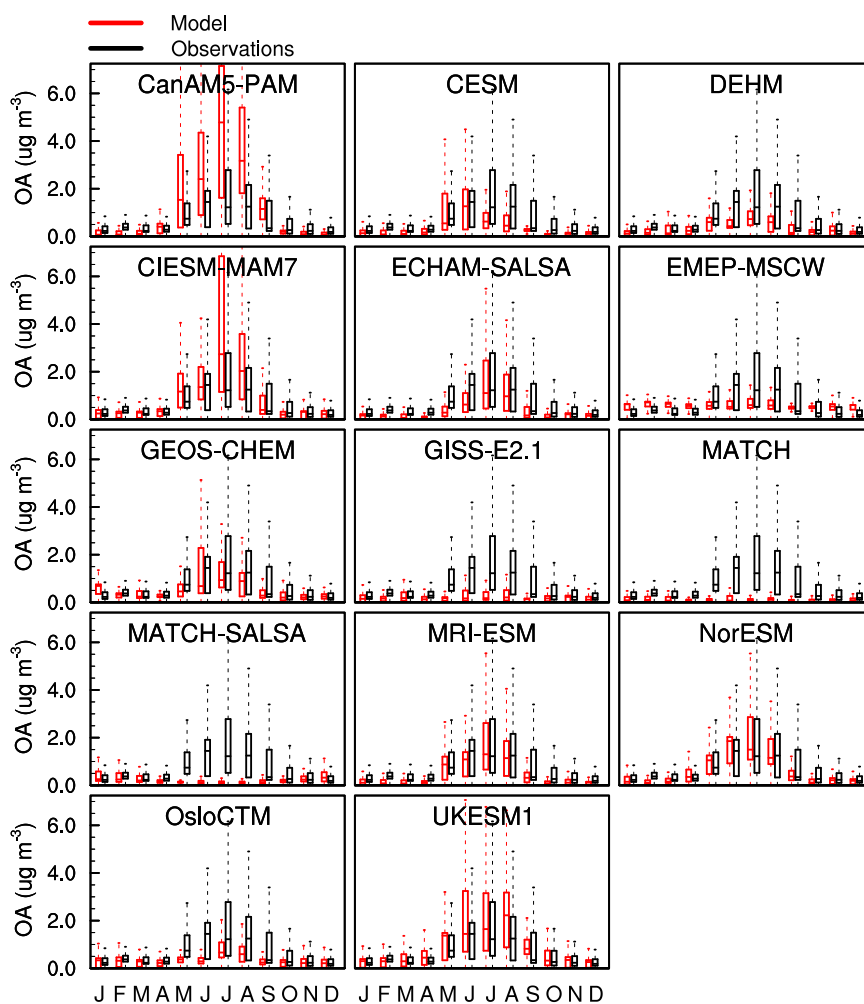 Model
Observations
CanAM5-PAM CESM DEHM
OA (ug m-3) 6.0 4.0 2.0 0.0
CIESM-MAM7 ECHAM-SALSA EMEP-MSCW
OA (ug m-3) 6.0 4.0 2.0 0.0
GEOS-CHEM GISS-E2.1 MATCH
OA (ug m-3) 6.0 4.0 2.0 0.0
MATCH-SALSA MRI-ESM NorESM
OA (ug m-3) 6.0 4.0 2.0 0.0
OsloCTM UKESM1
OA (ug m-3) 6.0 4.0 2.0 0.0
J F M A M J J A S O N D J F M A M J J A S O N D